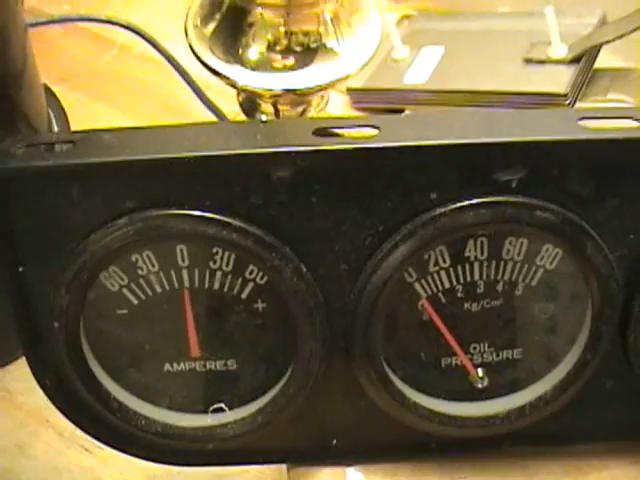 60 30 0 30 60
- +
AMPERES
0 20 40 60 80
0 1 2 3 4 5
Kg/Cm²
OIL
PRESSURE